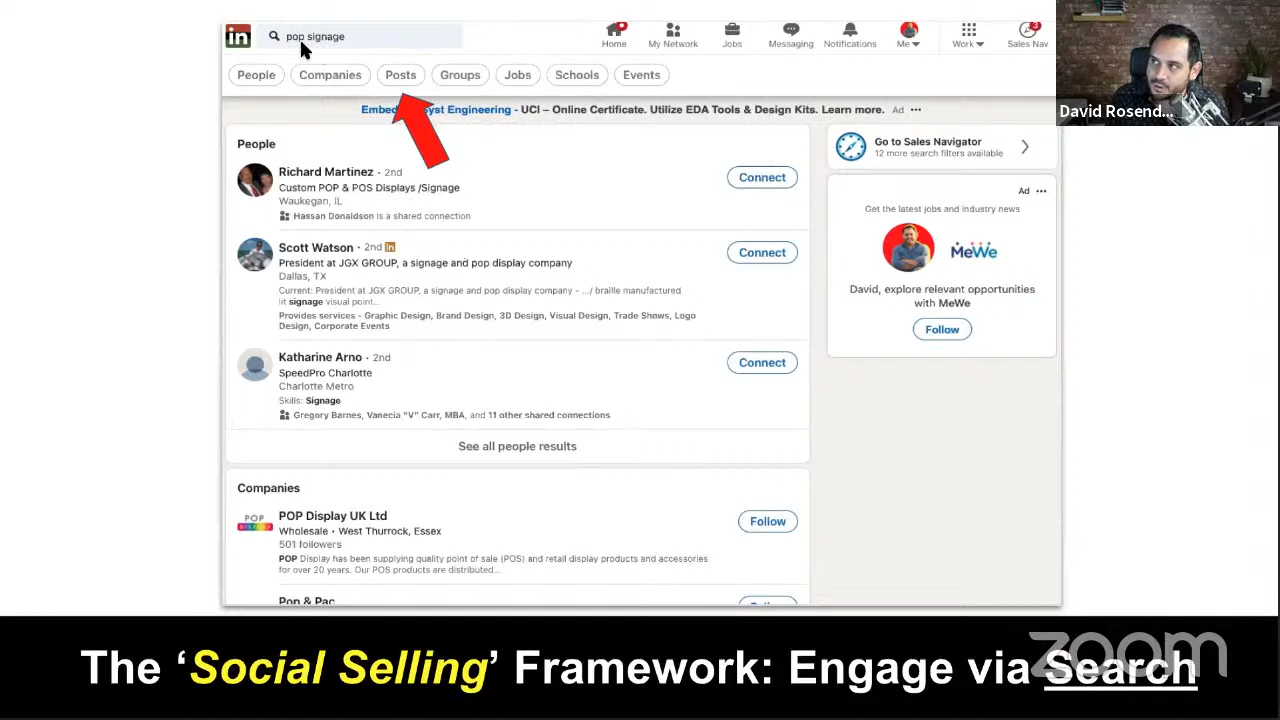 in
pop signage
Home
My Network
Jobs
Messaging
Notifications
Me
Work
3
Sales Nav
People
Companies
Posts
Groups
Jobs
Schools
Events
David Rosend...
Engineering - UCI – Online Certificate. Utilize EDA Tools & Design Kits. Learn more. Ad •••
People
Richard Martinez • 2nd
Custom POP & POS Displays /Signage
Waukegan, IL
Hassan Donaldson is a shared connection
Connect
Scott Watson • 2nd in
President at JGX GROUP, a signage and pop display company
Dallas, TX
Current: President at JGX GROUP, a signage and pop display company - .../ braille manufactured
lit signage visual point...
Provides services - Graphic Design, Brand Design, 3D Design, Visual Design, Trade Shows, Logo
Design, Corporate Events
Connect
Katharine Arno • 2nd
SpeedPro Charlotte
Charlotte Metro
Skills: Signage
Gregory Barnes, Vanecia "V" Carr, MBA, and 11 other shared connections
Connect
See all people results
Companies
POP
DISPLAY
POP Display UK Ltd
Wholesale • West Thurrock, Essex
501 followers
POP Display has been supplying quality point of sale (POS) and retail display products and accessories
for over 20 years. Our POS products are distributed...
Follow
Pop & Pac
Go to Sales Navigator
12 more search filters available
Ad •••
Get the latest jobs and industry news
MeWe
David, explore relevant opportunities
with MeWe
Follow
The ‘Social Selling’ Framework: Engage via Search
zoom